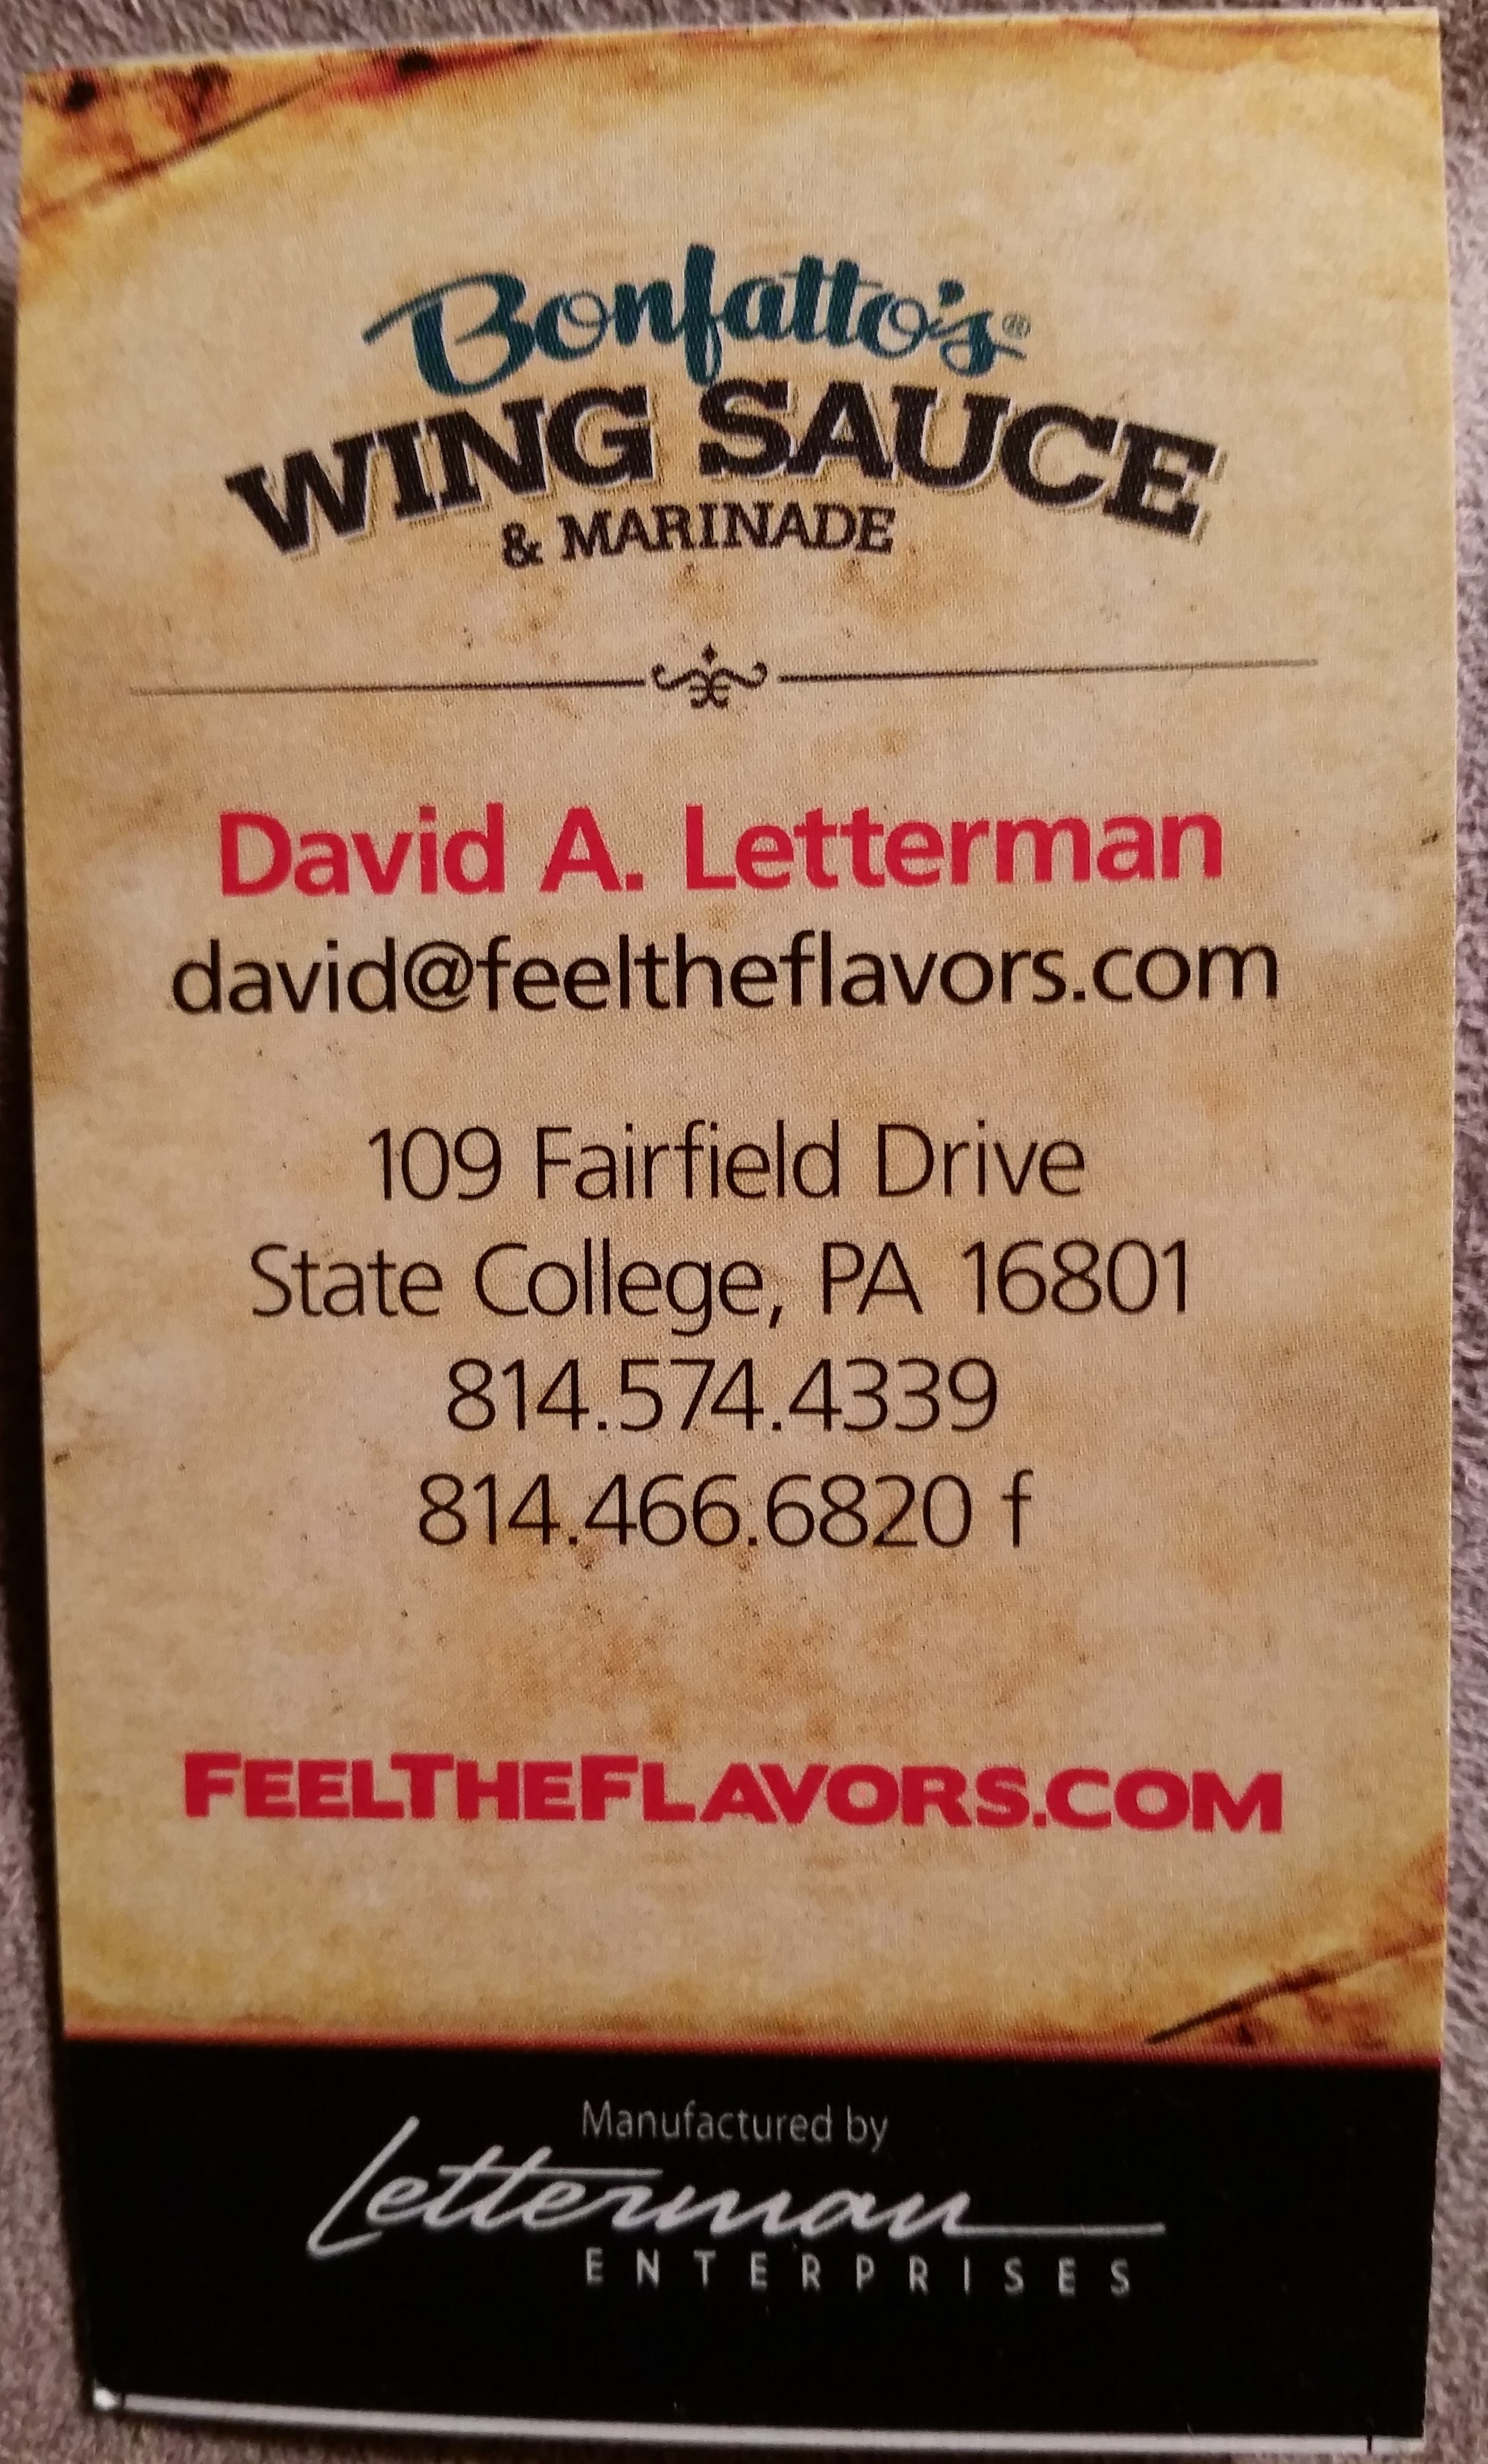 Bonfatto's®
WING SAUCE
& MARINADE
David A. Letterman
david@feeltheflavors.com
109 Fairfield Drive
State College, PA 16801
814.574.4339
814.466.6820 f
FEELTHEFLAVORS.COM
Manufactured by
Letterman
ENTERPRISES